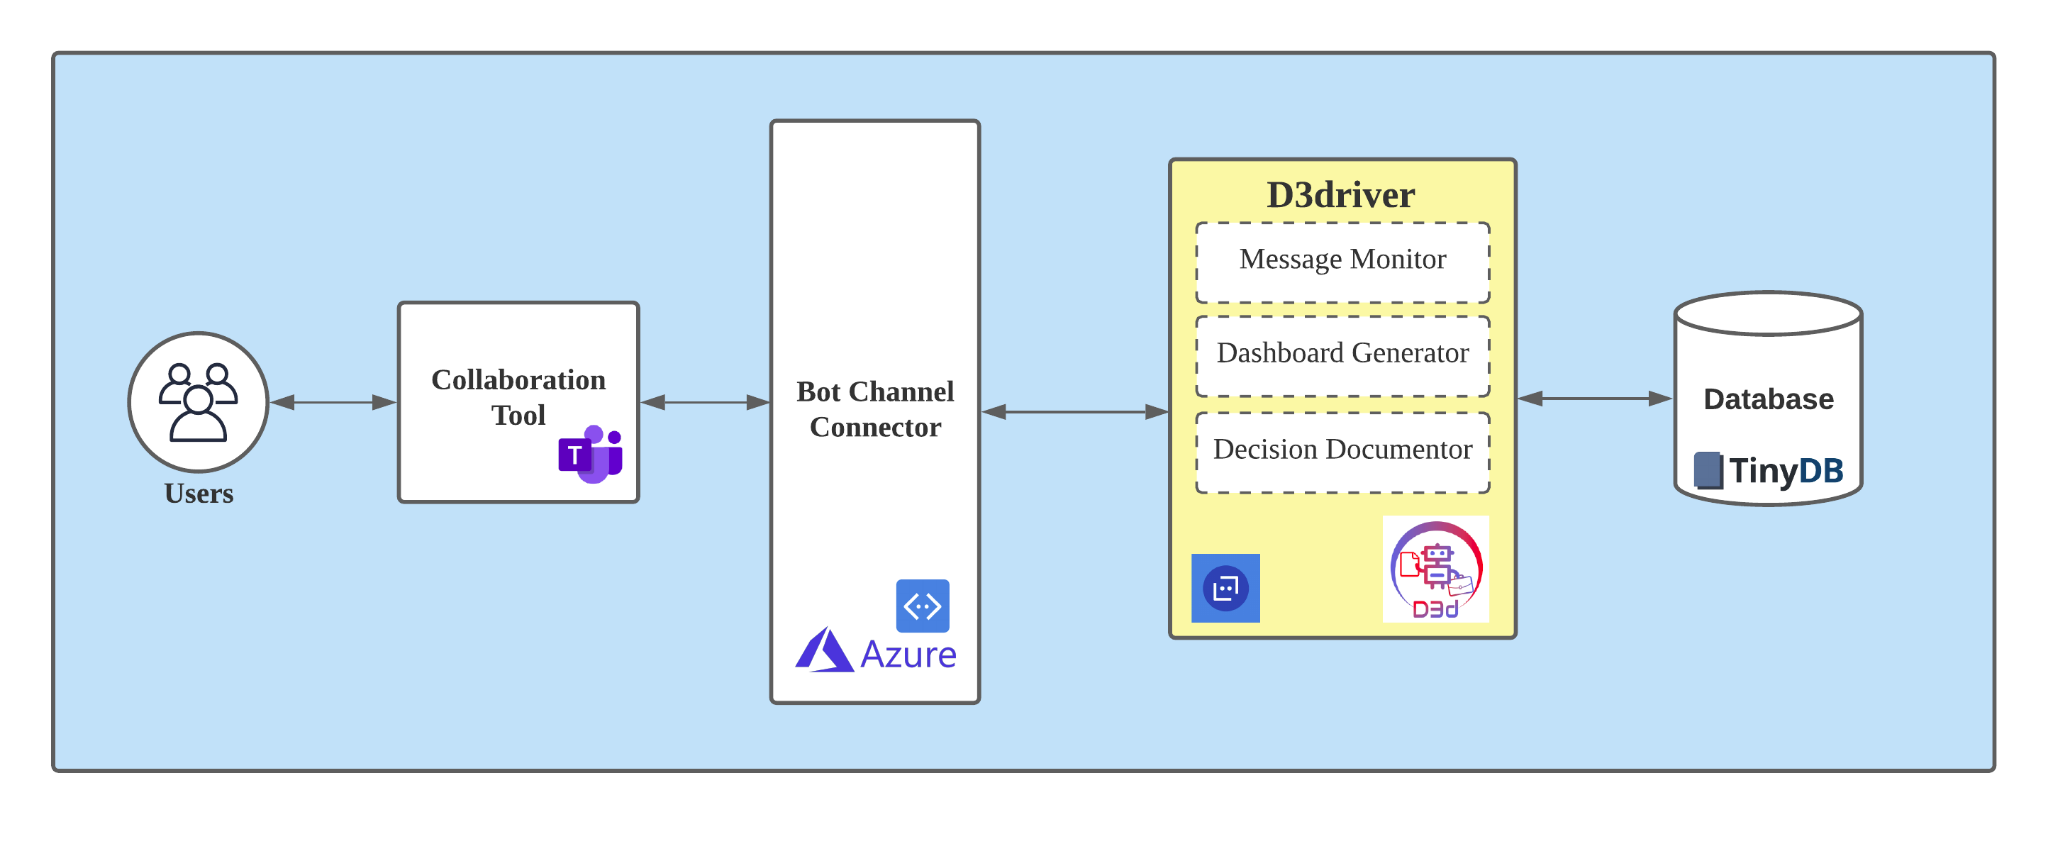 Users
Collaboration
Tool
T
Bot Channel
Connector
Azure
D3driver
Message Monitor
Dashboard Generator
Decision Documentor
D3d
Database
TinyDB